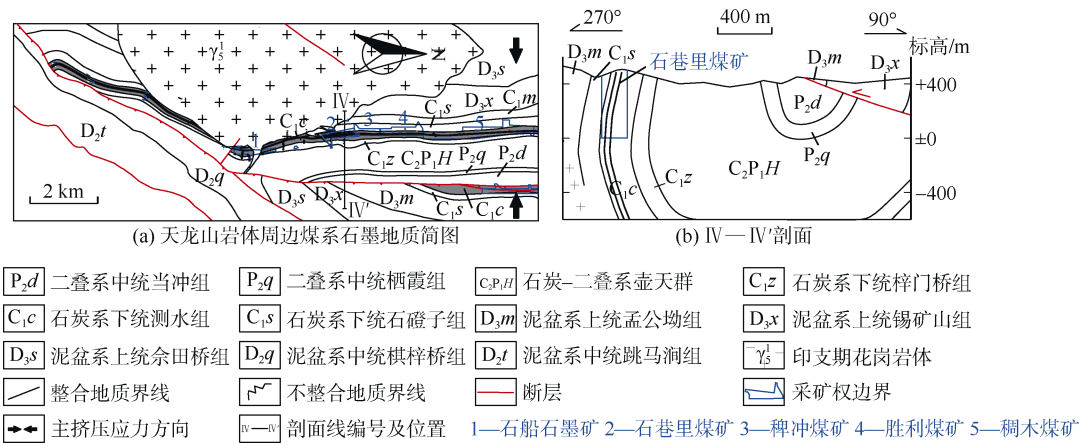 γ₅¹
N
D₃s
Ⅳ
D₃x
C₁m
C₁s
C₁c
1
2
3
4
5
D₂t
C₁z
C₂P₁H
P₂q
P₂d
D₂q
D₃s
D₃x
D₃m
C₁s
C₁c
Ⅳ′
2 km
(a) 天龙山岩体周边煤系石墨地质简图
270°
400 m
90°
D₃m
C₁s
石巷里煤矿
D₃m
D₃x
标高/m
+400
P₂d
±0
P₂q
C₂P₁H
C₁c
C₁z
−400
(b) Ⅳ—Ⅳ′剖面
P₂d 二叠系中统当冲组 P₂q 二叠系中统栖霞组 C₂P₁H 石炭–二叠系壶天群 C₁z 石炭系下统梓门桥组
C₁c 石炭系下统测水组 C₁s 石炭系下统石磴子组 D₃m 泥盆系上统孟公坳组 D₃x 泥盆系上统锡矿山组
D₃s 泥盆系上统佘田桥组 D₂q 泥盆系中统棋梓桥组 D₂t 泥盆系中统跳马涧组 γ₅¹ 印支期花岗岩体
整合地质界线 不整合地质界线 断层 采矿权边界
主挤压应力方向 Ⅳ—Ⅳ′ 剖面线编号及位置 1—石船石墨矿 2—石巷里煤矿 3—稗冲煤矿 4—胜利煤矿 5—稠木煤矿